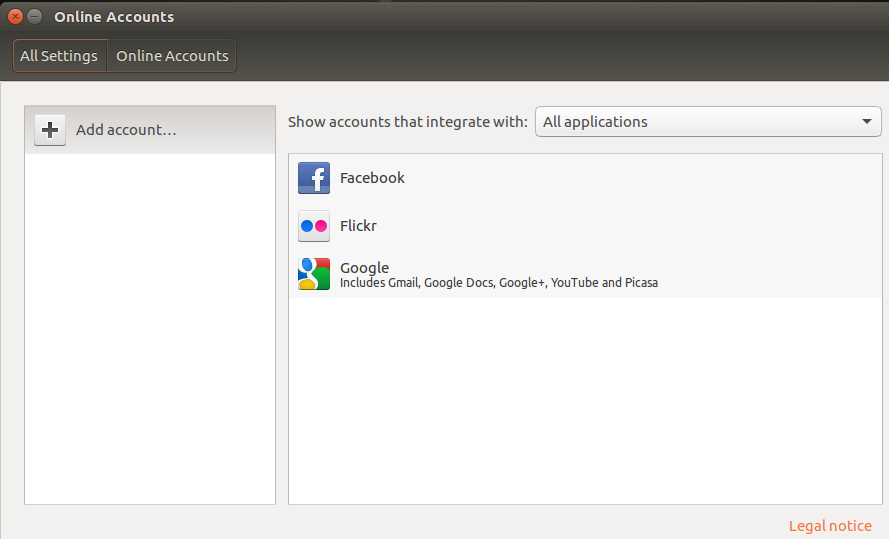 Online Accounts
All Settings
Online Accounts
Add account…
Show accounts that integrate with:
All applications
Facebook
Flickr
Google
Includes Gmail, Google Docs, Google+, YouTube and Picasa
Legal notice